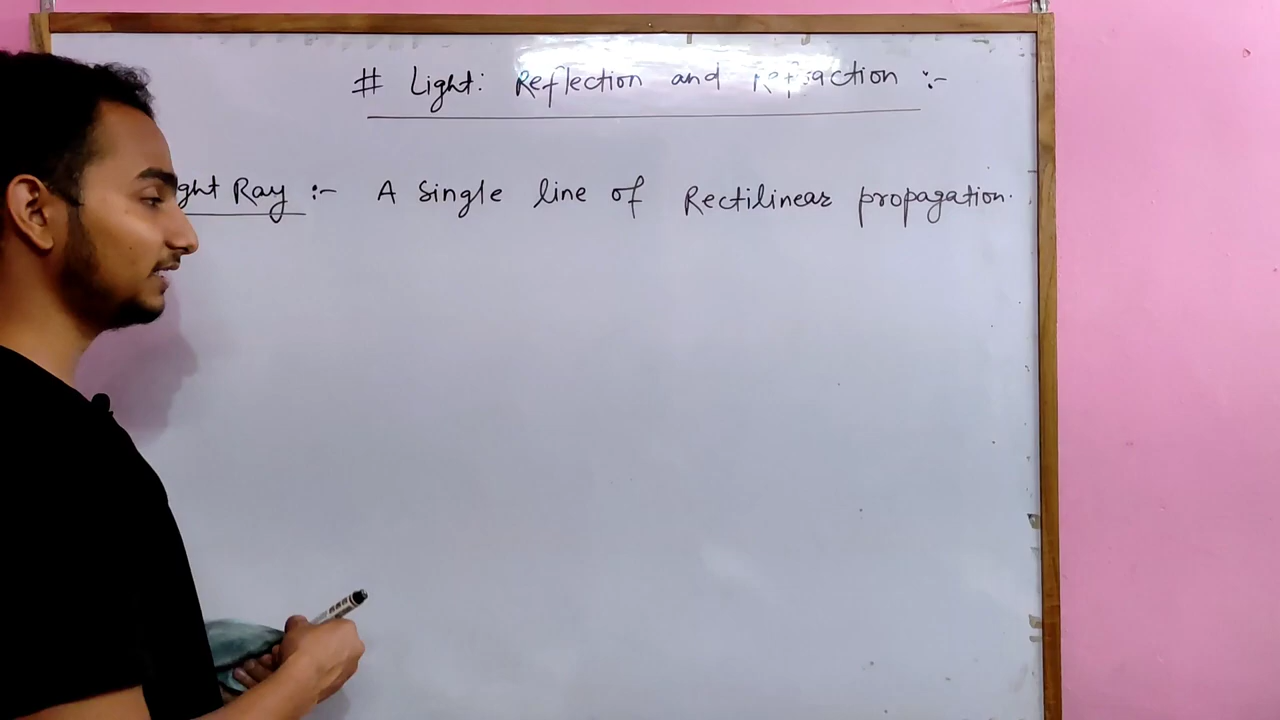 # Light: Reflection and Refraction :-
ght Ray :- A Single line of Rectilinear propagation.